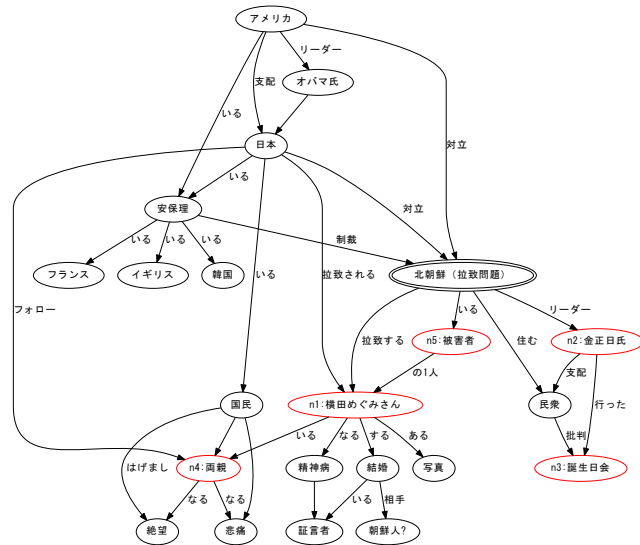 アメリカ
リーダー
支配
オバマ氏
いる
日本
対立
いる
対立
安保理
制裁
いる
いる
いる
いる
フランス
イギリス
韓国
拉致される
北朝鮮（拉致問題）
フォロー
いる
リーダー
拉致する
n5:被害者
住む
n2:金正日氏
の1人
支配
行った
国民
n1:横田めぐみさん
民衆
はげまし
いる
なる
する
ある
批判
n4:両親
精神病
結婚
写真
n3:誕生日会
なる
なる
いる
相手
絶望
悲痛
証言者
朝鮮人?